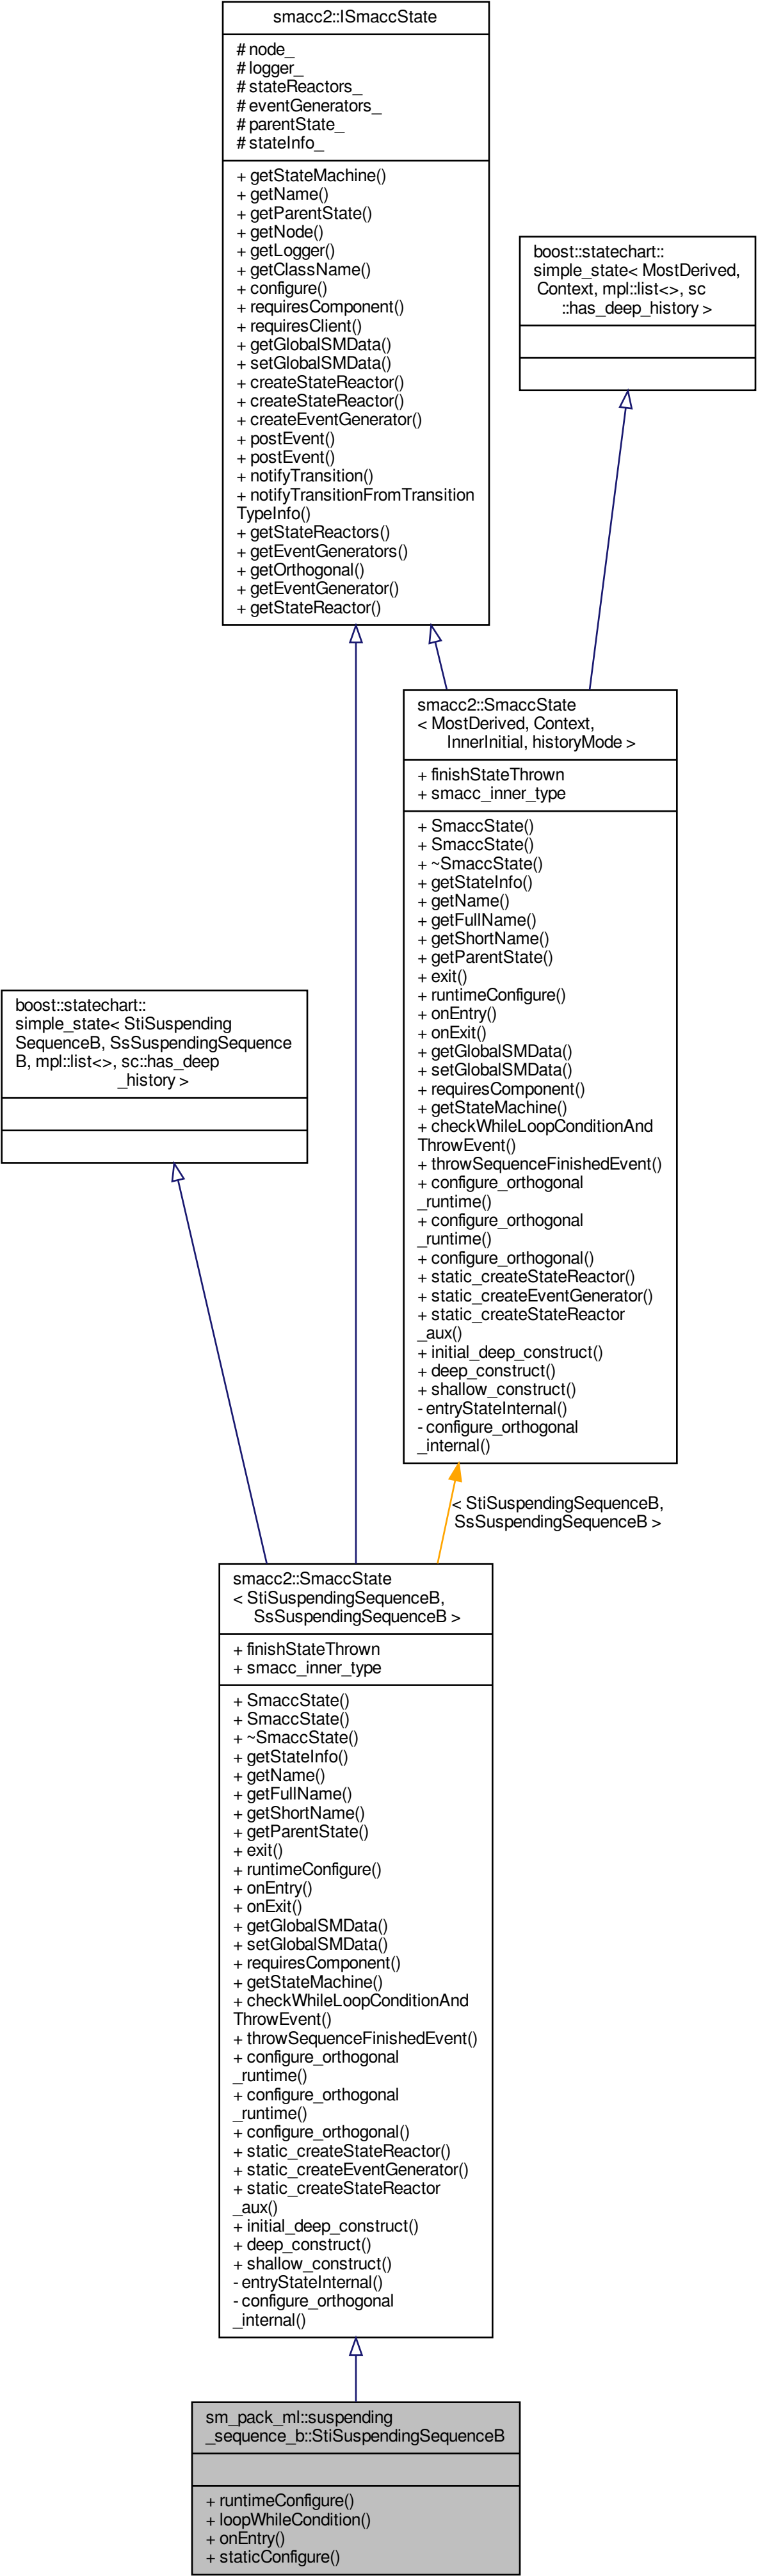 smacc2::ISmaccState
# node_
# logger_
# stateReactors_
# eventGenerators_
# parentState_
# stateInfo_
+ getStateMachine()
+ getName()
+ getParentState()
+ getNode()
+ getLogger()
+ getClassName()
+ configure()
+ requiresComponent()
+ requiresClient()
+ getGlobalSMData()
+ setGlobalSMData()
+ createStateReactor()
+ createStateReactor()
+ createEventGenerator()
+ postEvent()
+ postEvent()
+ notifyTransition()
+ notifyTransitionFromTransition
TypeInfo()
+ getStateReactors()
+ getEventGenerators()
+ getOrthogonal()
+ getEventGenerator()
+ getStateReactor()
boost::statechart::
simple_state< MostDerived,
Context, mpl::list<>, sc
::has_deep_history >
smacc2::SmaccState
< MostDerived, Context,
InnerInitial, historyMode >
+ finishStateThrown
+ smacc_inner_type
+ SmaccState()
+ SmaccState()
+ ~SmaccState()
+ getStateInfo()
+ getName()
+ getFullName()
+ getShortName()
+ getParentState()
+ exit()
+ runtimeConfigure()
+ onEntry()
+ onExit()
+ getGlobalSMData()
+ setGlobalSMData()
+ requiresComponent()
+ getStateMachine()
+ checkWhileLoopConditionAnd
ThrowEvent()
+ throwSequenceFinishedEvent()
+ configure_orthogonal
_runtime()
+ configure_orthogonal
_runtime()
+ configure_orthogonal()
+ static_createStateReactor()
+ static_createEventGenerator()
+ static_createStateReactor
_aux()
+ initial_deep_construct()
+ deep_construct()
+ shallow_construct()
- entryStateInternal()
- configure_orthogonal
_internal()
boost::statechart::
simple_state< StiSuspending
SequenceB, SsSuspendingSequence
B, mpl::list<>, sc::has_deep
_history >
< StiSuspendingSequenceB,
SsSuspendingSequenceB >
smacc2::SmaccState
< StiSuspendingSequenceB,
SsSuspendingSequenceB >
+ finishStateThrown
+ smacc_inner_type
+ SmaccState()
+ SmaccState()
+ ~SmaccState()
+ getStateInfo()
+ getName()
+ getFullName()
+ getShortName()
+ getParentState()
+ exit()
+ runtimeConfigure()
+ onEntry()
+ onExit()
+ getGlobalSMData()
+ setGlobalSMData()
+ requiresComponent()
+ getStateMachine()
+ checkWhileLoopConditionAnd
ThrowEvent()
+ throwSequenceFinishedEvent()
+ configure_orthogonal
_runtime()
+ configure_orthogonal
_runtime()
+ configure_orthogonal()
+ static_createStateReactor()
+ static_createEventGenerator()
+ static_createStateReactor
_aux()
+ initial_deep_construct()
+ deep_construct()
+ shallow_construct()
- entryStateInternal()
- configure_orthogonal
_internal()
sm_pack_ml::suspending
_sequence_b::StiSuspendingSequenceB
+ runtimeConfigure()
+ loopWhileCondition()
+ onEntry()
+ staticConfigure()